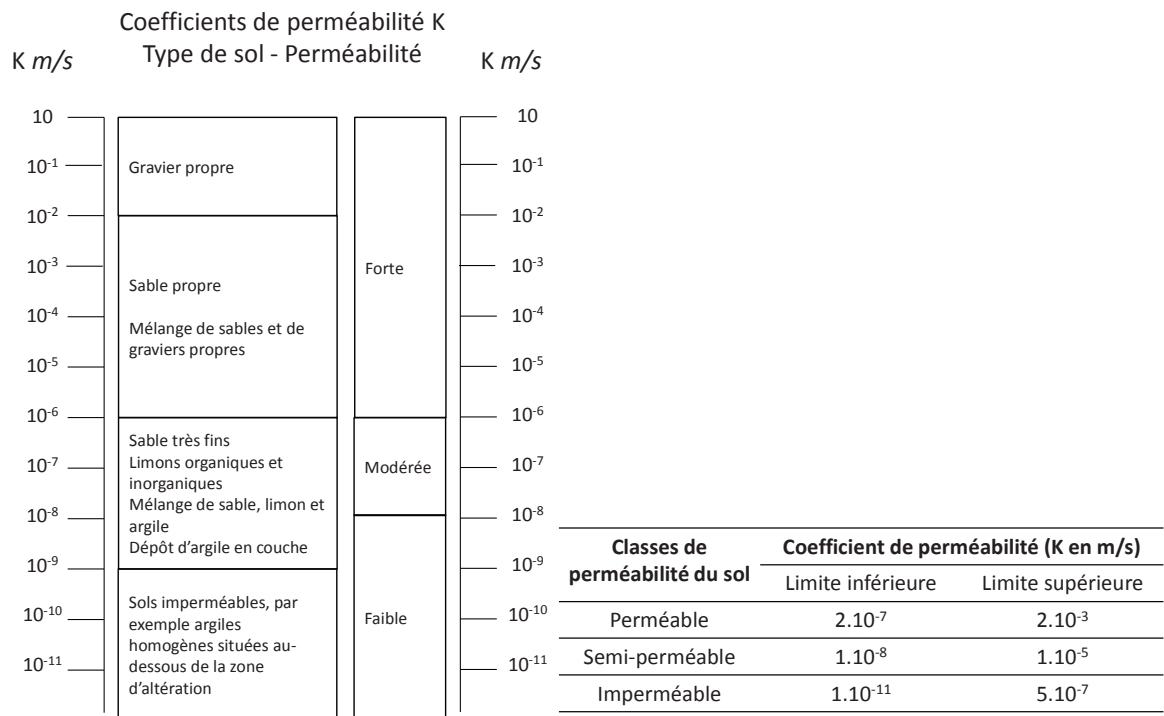 Coefficients de perméabilité K
Type de sol - Perméabilité
K m/s
K m/s
10
10
10⁻¹
Gravier propre
10⁻¹
10⁻²
10⁻²
10⁻³
Sable propre
Forte
10⁻³
10⁻⁴
Mélange de sables et de
graviers propres
10⁻⁴
10⁻⁵
10⁻⁵
10⁻⁶
10⁻⁶
Sable très fins
Limons organiques et
inorganiques
Mélange de sable, limon et
argile
Dépôt d'argile en couche
10⁻⁷
Modérée
10⁻⁷
10⁻⁸
10⁻⁸
10⁻⁹
10⁻⁹
Sols imperméables, par
exemple argiles
homogènes situées au-
dessous de la zone
d'altération
10⁻¹⁰
Faible
10⁻¹⁰
10⁻¹¹
10⁻¹¹
Classes de
perméabilité du sol
Coefficient de perméabilité (K en m/s)
Limite inférieure Limite supérieure
Perméable 2.10⁻⁷ 2.10⁻³
Semi-perméable 1.10⁻⁸ 1.10⁻⁵
Imperméable 1.10⁻¹¹ 5.10⁻⁷